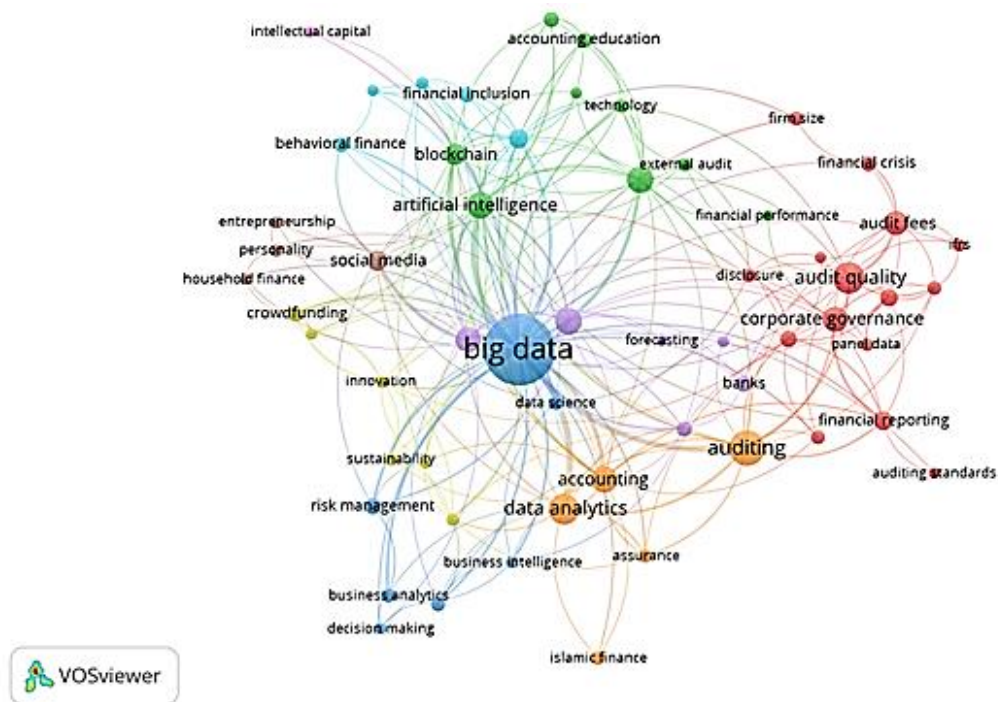 intellectual capital
accounting education
financial inclusion
technology
firm size
behavioral finance
blockchain
external audit
financial crisis
artificial intelligence
financial performance
audit fees
entrepreneurship
ifrs
personality
social media
household finance
disclosure
audit quality
crowdfunding
corporate governance
big data
forecasting
panel data
innovation
banks
data science
financial reporting
auditing
sustainability
auditing standards
accounting
risk management
data analytics
business intelligence
assurance
business analytics
decision making
islamic finance
VOSviewer